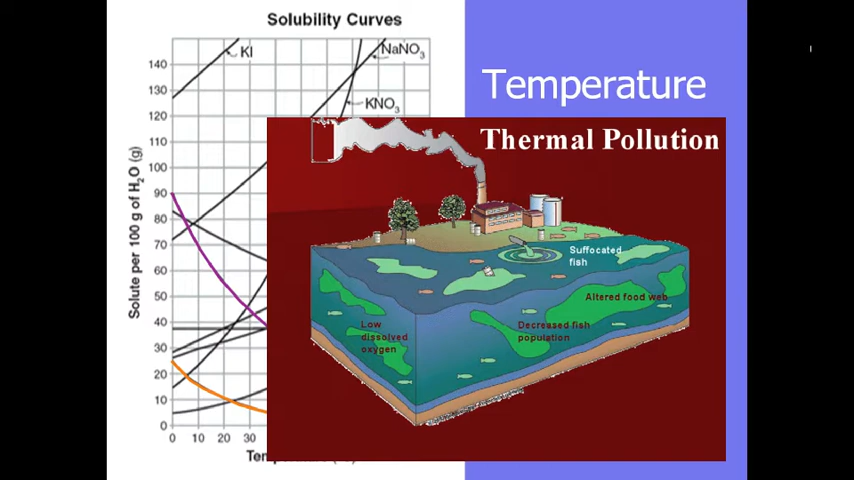 Solubility Curves
KI
NaNO3
KNO3
140
130
120
110
100
90
80
70
60
50
40
30
20
10
0
0 10 20 30
Solute per 100 g of H2O (g)
Temperature
Thermal Pollution
Suffocated
fish
Altered food web
Low
dissolved
oxygen
Decreased fish
population